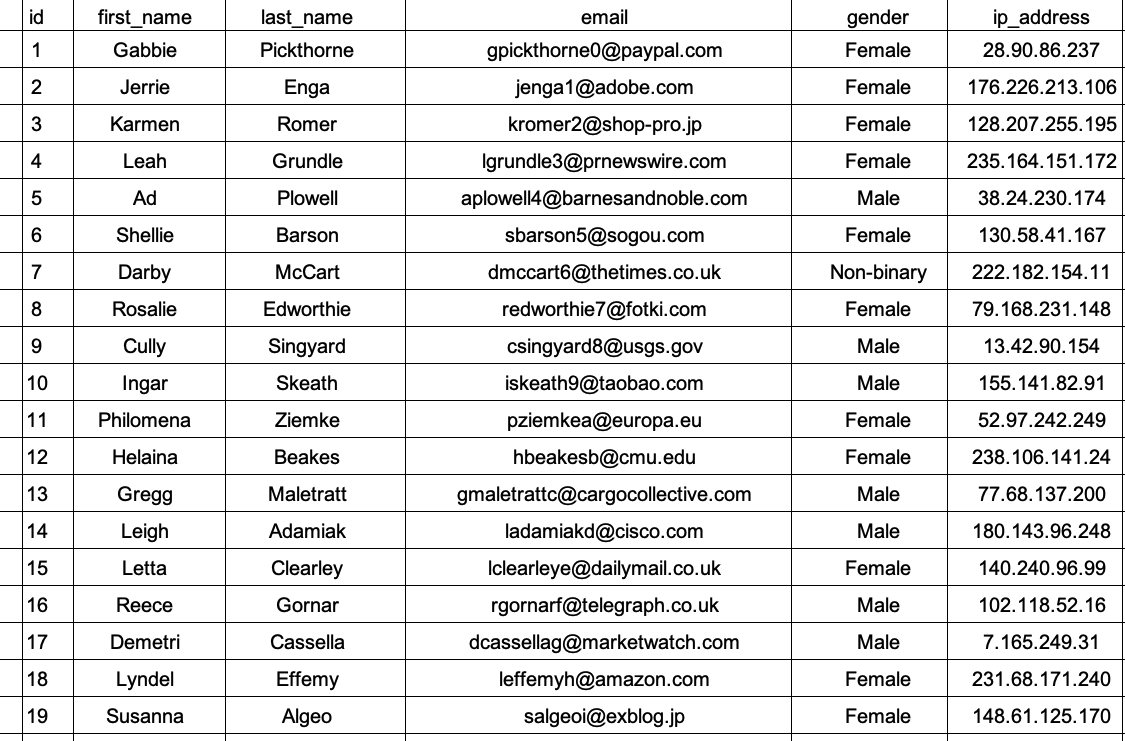 id first_name last_name email gender ip_address
1 Gabbie Pickthorne gpickthorne0@paypal.com Female 28.90.86.237
2 Jerrie Enga jenga1@adobe.com Female 176.226.213.106
3 Karmen Romer kromer2@shop-pro.jp Female 128.207.255.195
4 Leah Grundle lgrundle3@prnewswire.com Female 235.164.151.172
5 Ad Plowell aplowell4@barnesandnoble.com Male 38.24.230.174
6 Shellie Barson sbarson5@sogou.com Female 130.58.41.167
7 Darby McCart dmccart6@thetimes.co.uk Non-binary 222.182.154.11
8 Rosalie Edworthie redworthie7@fotki.com Female 79.168.231.148
9 Cully Singyard csingyard8@usgs.gov Male 13.42.90.154
10 Ingar Skeath iskeath9@taobao.com Male 155.141.82.91
11 Philomena Ziemke pziemkea@europa.eu Female 52.97.242.249
12 Helaina Beakes hbeakesb@cmu.edu Female 238.106.141.24
13 Gregg Maletratt gmaletrattc@cargocollective.com Male 77.68.137.200
14 Leigh Adamiak ladamiakd@cisco.com Male 180.143.96.248
15 Letta Clearley lclearleye@dailymail.co.uk Female 140.240.96.99
16 Reece Gornar rgornarf@telegraph.co.uk Male 102.118.52.16
17 Demetri Cassella dcassellag@marketwatch.com Male 7.165.249.31
18 Lyndel Effemy leffemyh@amazon.com Female 231.68.171.240
19 Susanna Algeo salgeoi@exblog.jp Female 148.61.125.170